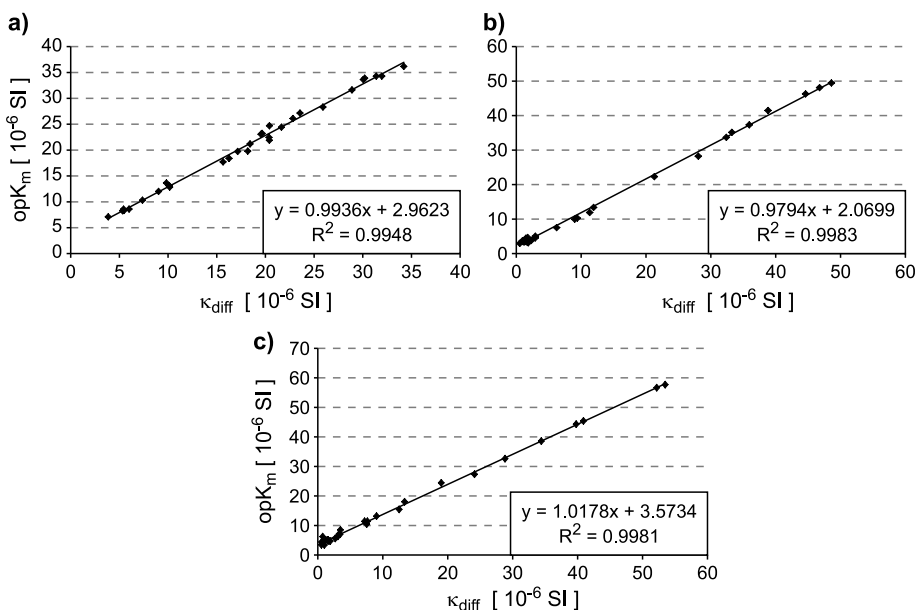 a)
40
35
30
25
20
15
10
5
0
opKm [ 10-6 SI ]
y = 0.9936x + 2.9623
R2 = 0.9948
0 5 10 15 20 25 30 35 40
κdiff [ 10-6 SI ]
b)
60
50
40
30
20
10
0
y = 0.9794x + 2.0699
R2 = 0.9983
0 10 20 30 40 50 60
κdiff [ 10-6 SI ]
c)
70
60
50
40
30
20
10
0
opKm [ 10-6 SI ]
y = 1.0178x + 3.5734
R2 = 0.9981
0 10 20 30 40 50 60
κdiff [ 10-6 SI ]